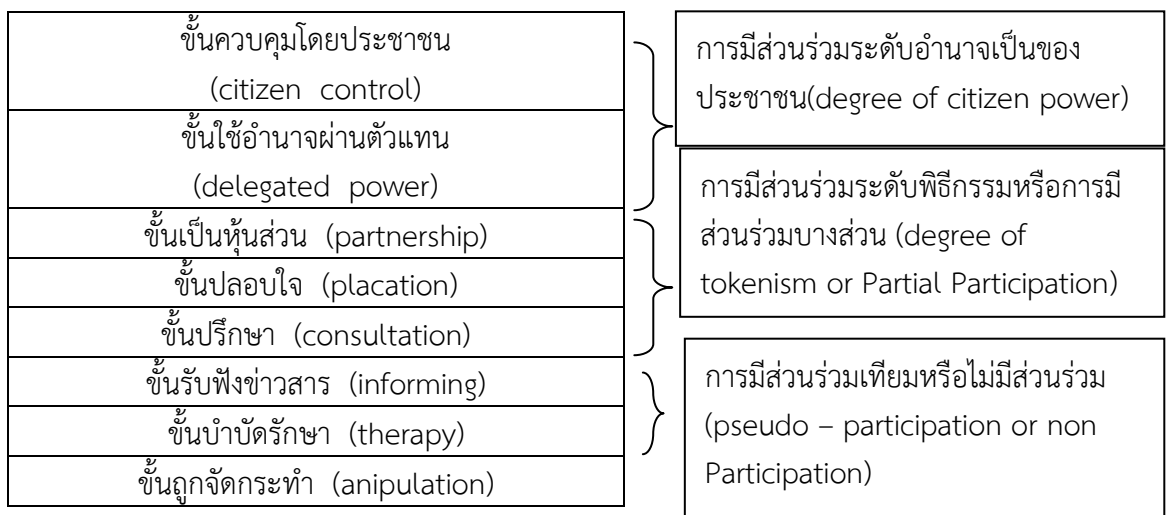 ขั้นควบคุมโดยประชาชน
(citizen control)
ขั้นใช้อำนาจผ่านตัวแทน
(delegated power)
ขั้นเป็นหุ้นส่วน (partnership)
ขั้นปลอบใจ (placation)
ขั้นปรึกษา (consultation)
ขั้นรับฟังข่าวสาร (informing)
ขั้นบำบัดรักษา (therapy)
ขั้นถูกจัดกระทำ (anipulation)
การมีส่วนร่วมระดับอำนาจเป็นของ
ประชาชน(degree of citizen power)
การมีส่วนร่วมระดับพิธีกรรมหรือการมี
ส่วนร่วมบางส่วน (degree of
tokenism or Partial Participation)
การมีส่วนร่วมเทียมหรือไม่มีส่วนร่วม
(pseudo – participation or non
Participation)